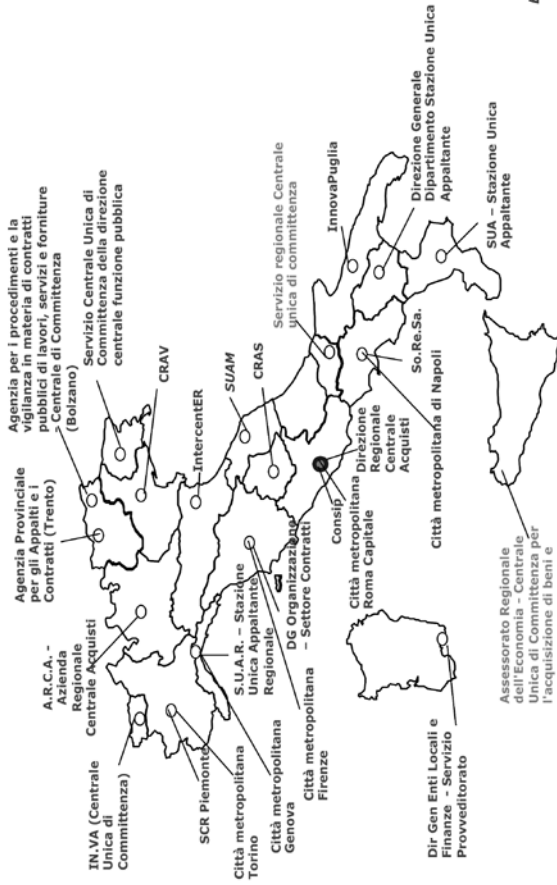 Agenzia per i procedimenti e la
vigilanza in materia di contratti
pubblici di lavori, servizi e forniture
- Centrale di Committenza
(Bolzano)
Agenzia Provinciale
per gli Appalti e i
Contratti (Trento)
Servizio Centrale Unica di
Committenza della direzione
centrale funzione pubblica
A.R.C.A. –
Azienda
Regionale
Centrale Acquisti
CRAV
IN.VA (Centrale
Unica di
Committenza)
IntercentER
SUAM
CRAS
SCR Piemonte
Città metropolitana
Torino
Città metropolitana
Genova
S.U.A.R. – Stazione
Unica Appaltante
Regionale
DG Organizzazione
– Settore Contratti
Città metropolitana
Firenze
Servizio regionale Centrale
unica di committenza
InnovaPuglia
Direzione Generale
Dipartimento Stazione Unica
Appaltante
Consip
Città metropolitana
Roma Capitale
Direzione
Regionale
Centrale
Acquisti
So.Re.Sa.
Città metropolitana di Napoli
SUA – Stazione Unica
Appaltante
Dir Gen Enti Locali e
Finanze - Servizio
Provveditorato
Assessorato Regionale
dell'Economia - Centrale
Unica di Committenza per
l'acquisizione di beni e